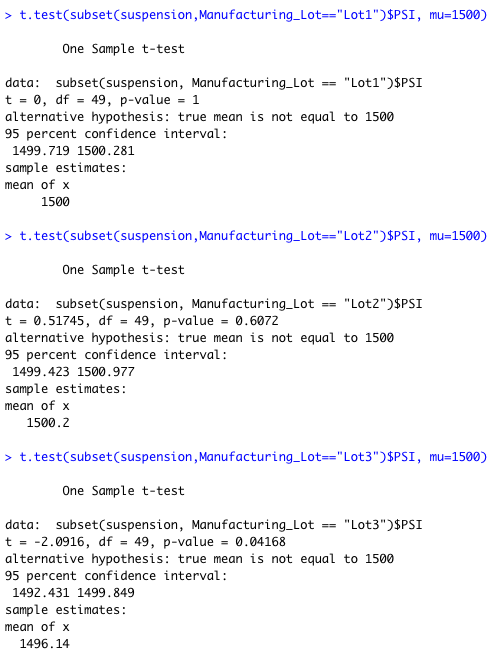 > t.test(subset(suspension,Manufacturing_Lot=="Lot1")$PSI, mu=1500)
One Sample t-test
data:  subset(suspension, Manufacturing_Lot == "Lot1")$PSI
t = 0, df = 49, p-value = 1
alternative hypothesis: true mean is not equal to 1500
95 percent confidence interval:
1499.719 1500.281
sample estimates:
mean of x
1500
> t.test(subset(suspension,Manufacturing_Lot=="Lot2")$PSI, mu=1500)
One Sample t-test
data:  subset(suspension, Manufacturing_Lot == "Lot2")$PSI
t = 0.51745, df = 49, p-value = 0.6072
alternative hypothesis: true mean is not equal to 1500
95 percent confidence interval:
1499.423 1500.977
sample estimates:
mean of x
1500.2
> t.test(subset(suspension,Manufacturing_Lot=="Lot3")$PSI, mu=1500)
One Sample t-test
data:  subset(suspension, Manufacturing_Lot == "Lot3")$PSI
t = -2.0916, df = 49, p-value = 0.04168
alternative hypothesis: true mean is not equal to 1500
95 percent confidence interval:
1492.431 1499.849
sample estimates:
mean of x
1496.14